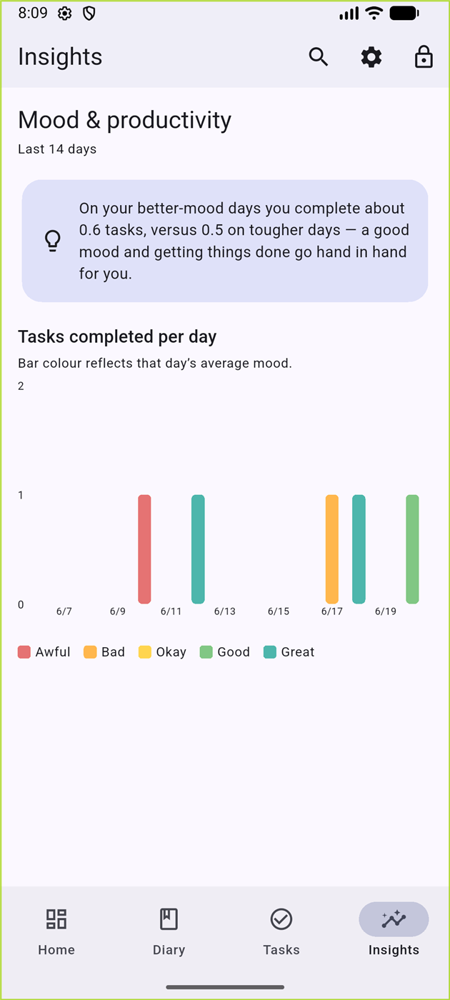 8:09
Insights
Mood & productivity
Last 14 days
On your better-mood days you complete about
0.6 tasks, versus 0.5 on tougher days — a good
mood and getting things done go hand in hand
for you.
Tasks completed per day
Bar colour reflects that day’s average mood.
2
1
0
6/7 6/9 6/11 6/13 6/15 6/17 6/19
Awful Bad Okay Good Great
Home Diary Tasks Insights